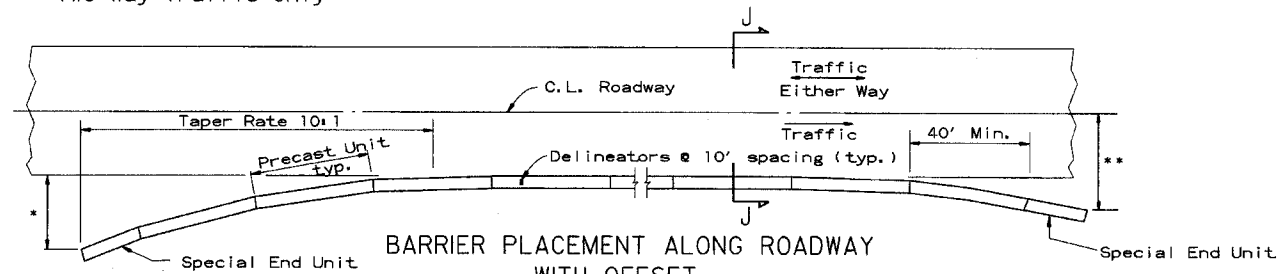 Two Way Traffic Only
J
Traffic
Either Way
C.L. Roadway
Taper Rate 10:1
Traffic
40' Min.
Precast Unit
typ.
Delineators @ 10' spacing (typ.)
**
*
J
BARRIER PLACEMENT ALONG ROADWAY
WITH OFFSET
Special End Unit
Special End Unit